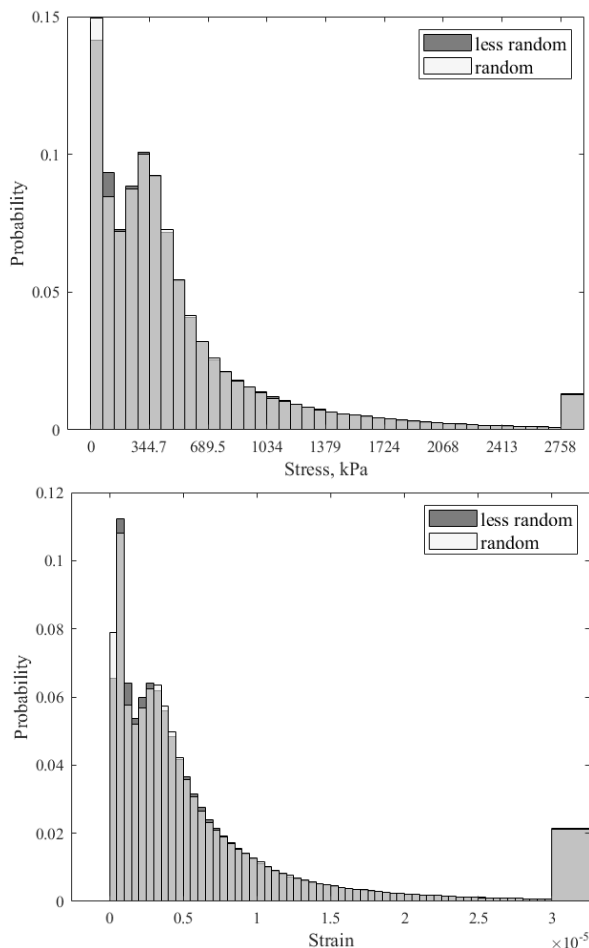 0.15
less random
random
0.1
Probability
0.05
0
0 344.7 689.5 1034 1379 1724 2068 2413 2758
Stress, kPa
0.12
less random
random
0.1
0.08
Probability
0.06
0.04
0.02
0
0 0.5 1 1.5 2 2.5 3
×10⁻⁵
Strain